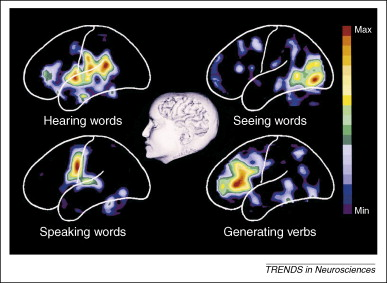 Max
Hearing words
Seeing words
Speaking words
Generating verbs
Min
TRENDS in Neurosciences